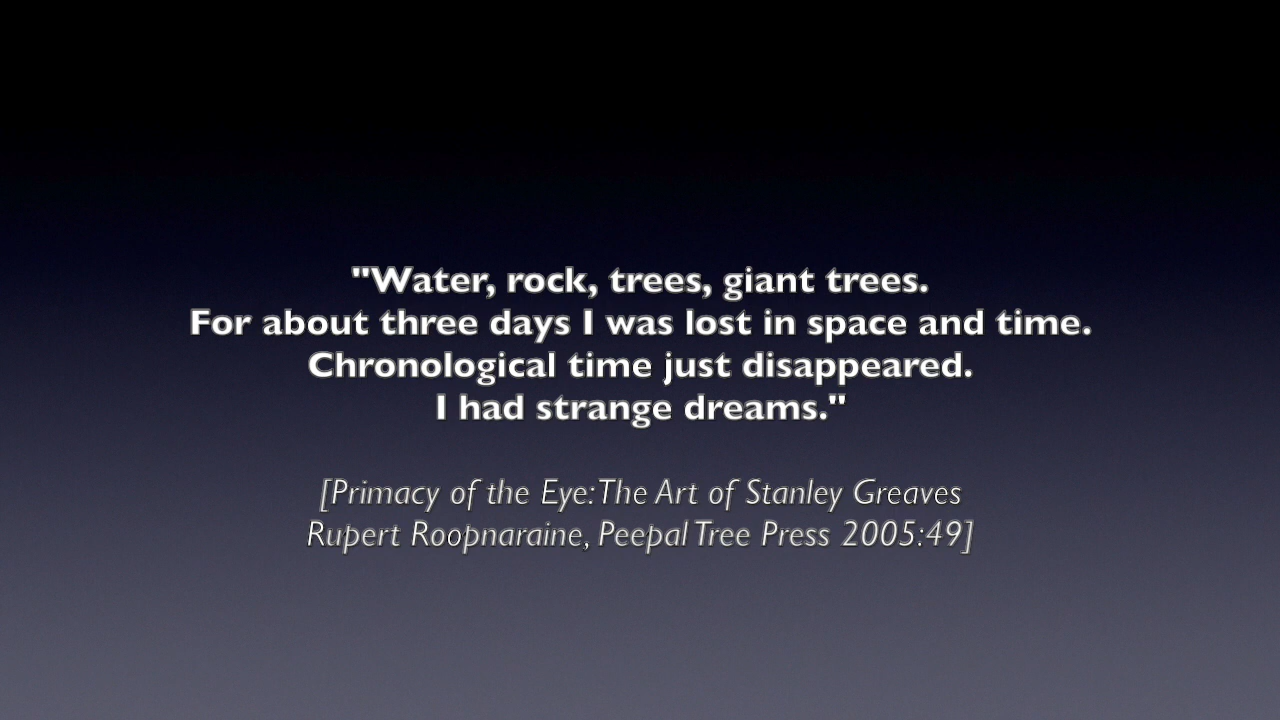 "Water, rock, trees, giant trees.
For about three days I was lost in space and time.
Chronological time just disappeared.
I had strange dreams."
[Primacy of the Eye: The Art of Stanley Greaves
Rupert Roopnaraine, Peepal Tree Press 2005:49]